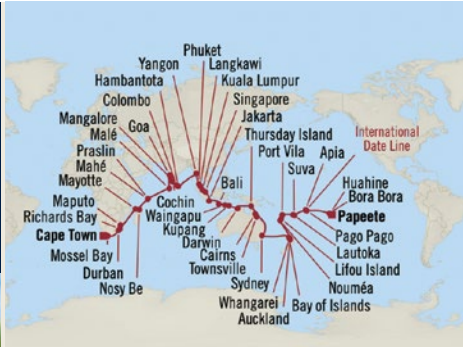 Phuket
Yangon
Langkawi
Hambantota
Kuala Lumpur
Colombo
Singapore
Mangalore
Goa
Jakarta
Malé
Thursday Island
International
Date Line
Praslin
Port Vila
Apia
Mahé
Suva
Mayotte
Bali
Huahine
Bora Bora
Maputo
Cochin
Richards Bay
Waingapu
Papeete
Cape Town
Kupang
Pago Pago
Mossel Bay
Darwin
Lautoka
Durban
Cairns
Lifou Island
Nosy Be
Townsville
Nouméa
Sydney
Whangarei
Bay of Islands
Auckland